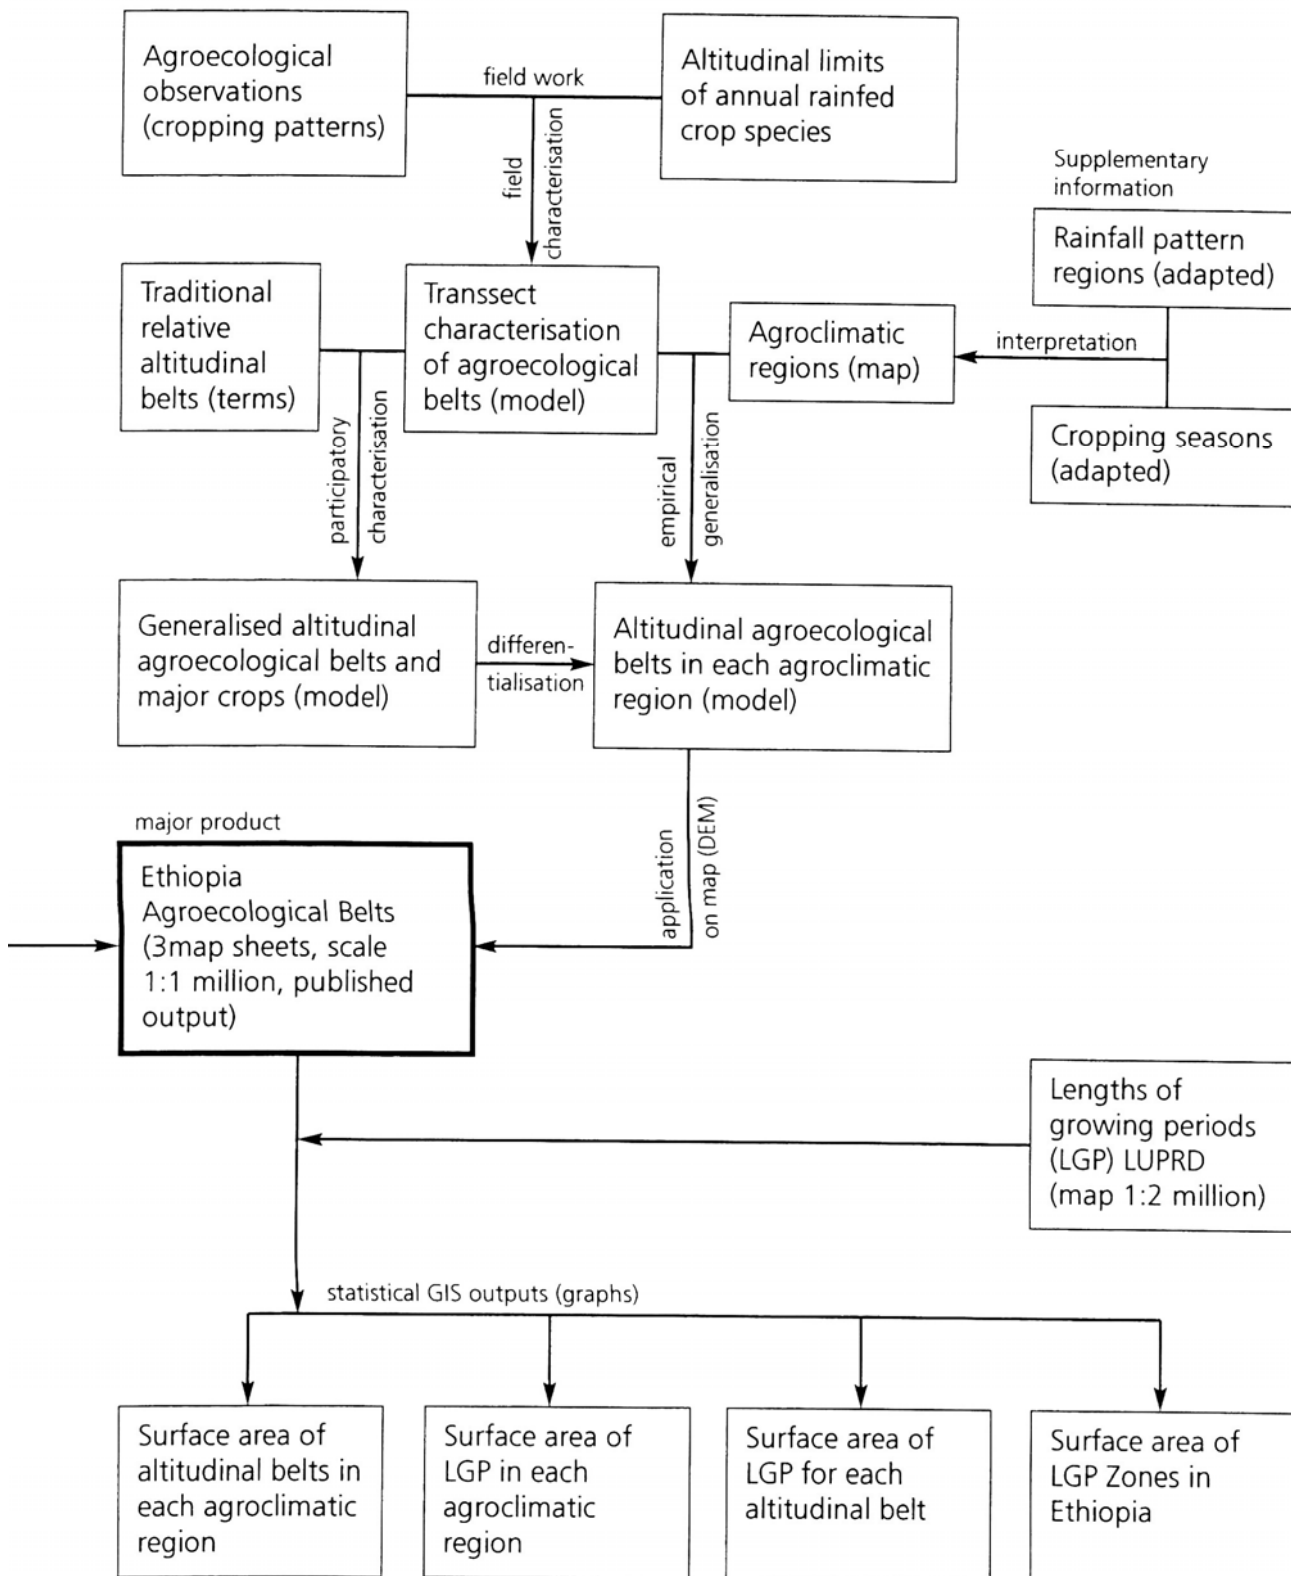 Agroecological
observations
(cropping patterns)
field work
Altitudinal limits
of annual rainfed
crop species
field
characterisation
Supplementary
information
Rainfall pattern
regions (adapted)
Traditional
relative
altitudinal
belts (terms)
Transsect
characterisation
of agroecological
belts (model)
Agroclimatic
regions (map)
interpretation
Cropping seasons
(adapted)
participatory
characterisation
empirical
generalisation
Generalised altitudinal
agroecological belts and
major crops (model)
differen-
tialisation
Altitudinal agroecological
belts in each agroclimatic
region (model)
application
on map (DEM)
major product
Ethiopia
Agroecological Belts
(3map sheets, scale
1:1 million, published
output)
Lengths of
growing periods
(LGP) LUPRD
(map 1:2 million)
statistical GIS outputs (graphs)
Surface area of
altitudinal belts in
each agroclimatic
region
Surface area of
LGP in each
agroclimatic
region
Surface area of
LGP for each
altitudinal belt
Surface area of
LGP Zones in
Ethiopia